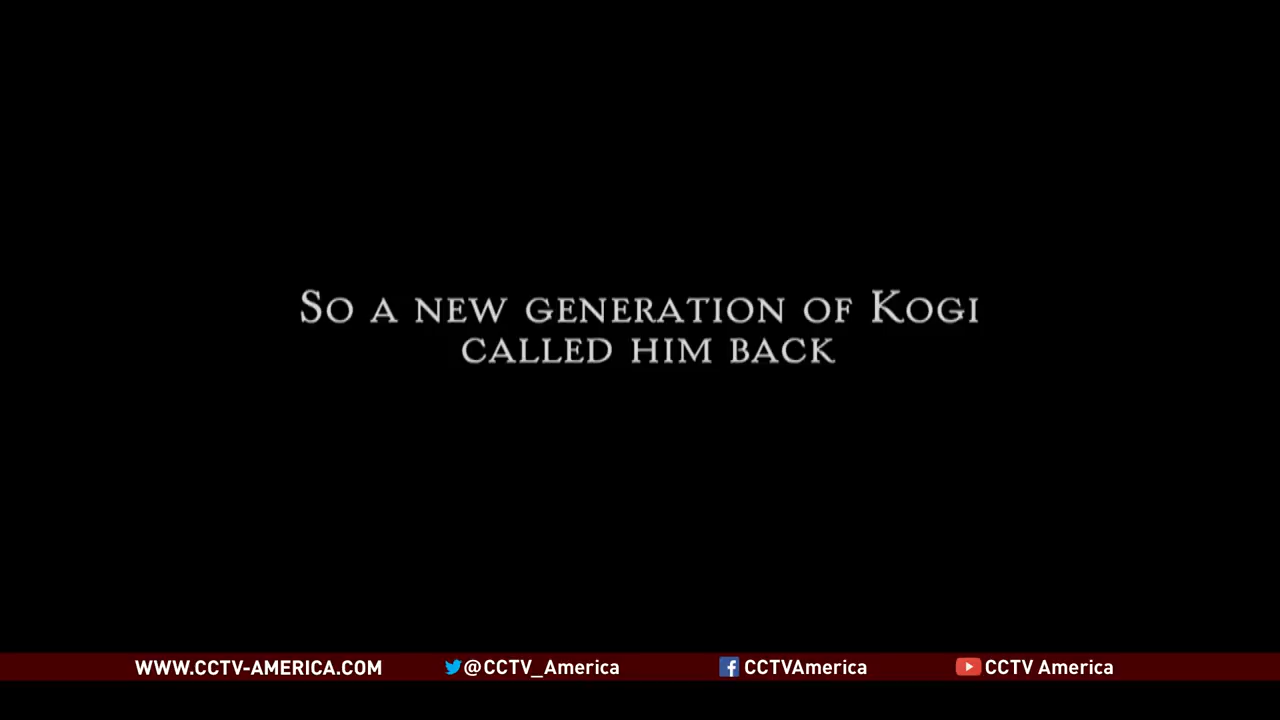 So a new generation of Kogi
called him back
WWW.CCTV-AMERICA.COM @CCTV_America CCTVAmerica CCTV America